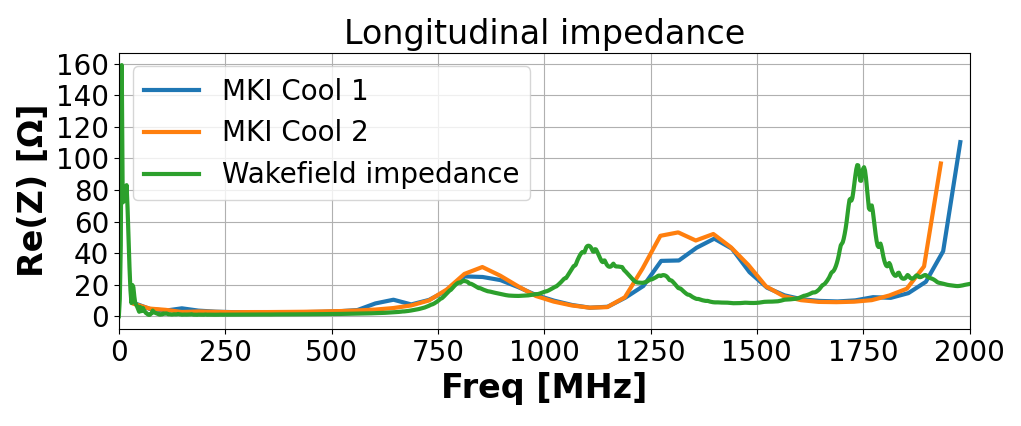 Longitudinal impedance
Re(Z) [Ω]
160
140
120
100
80
60
40
20
0
MKI Cool 1
MKI Cool 2
Wakefield impedance
0 250 500 750 1000 1250 1500 1750 2000
Freq [MHz]